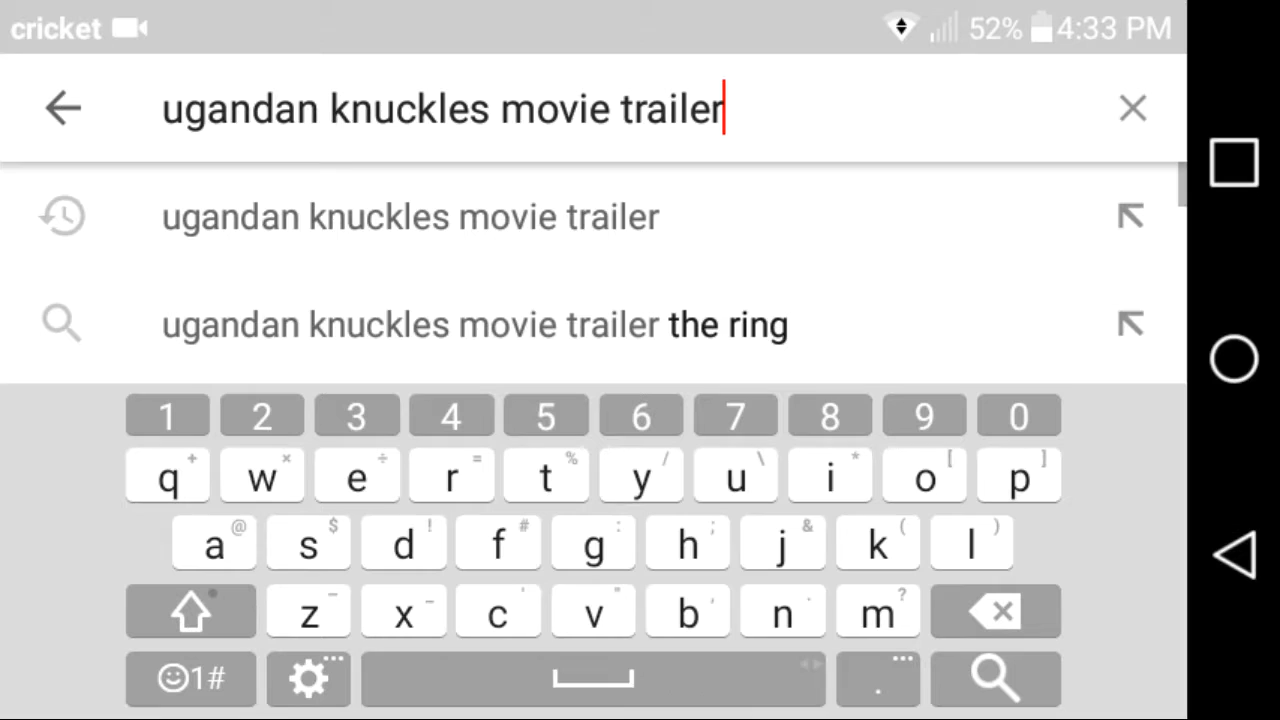 cricket 52% 4:33 PM
ugandan knuckles movie trailer
ugandan knuckles movie trailer
ugandan knuckles movie trailer the ring
1 2 3 4 5 6 7 8 9 0
q + w × e ÷ r = t % y / u \ i * o [ p ]
a @ s $ d ! f # g : h ; j & k ( l )
z - x _ c ' v " b , n . m ?
1# ... . ...